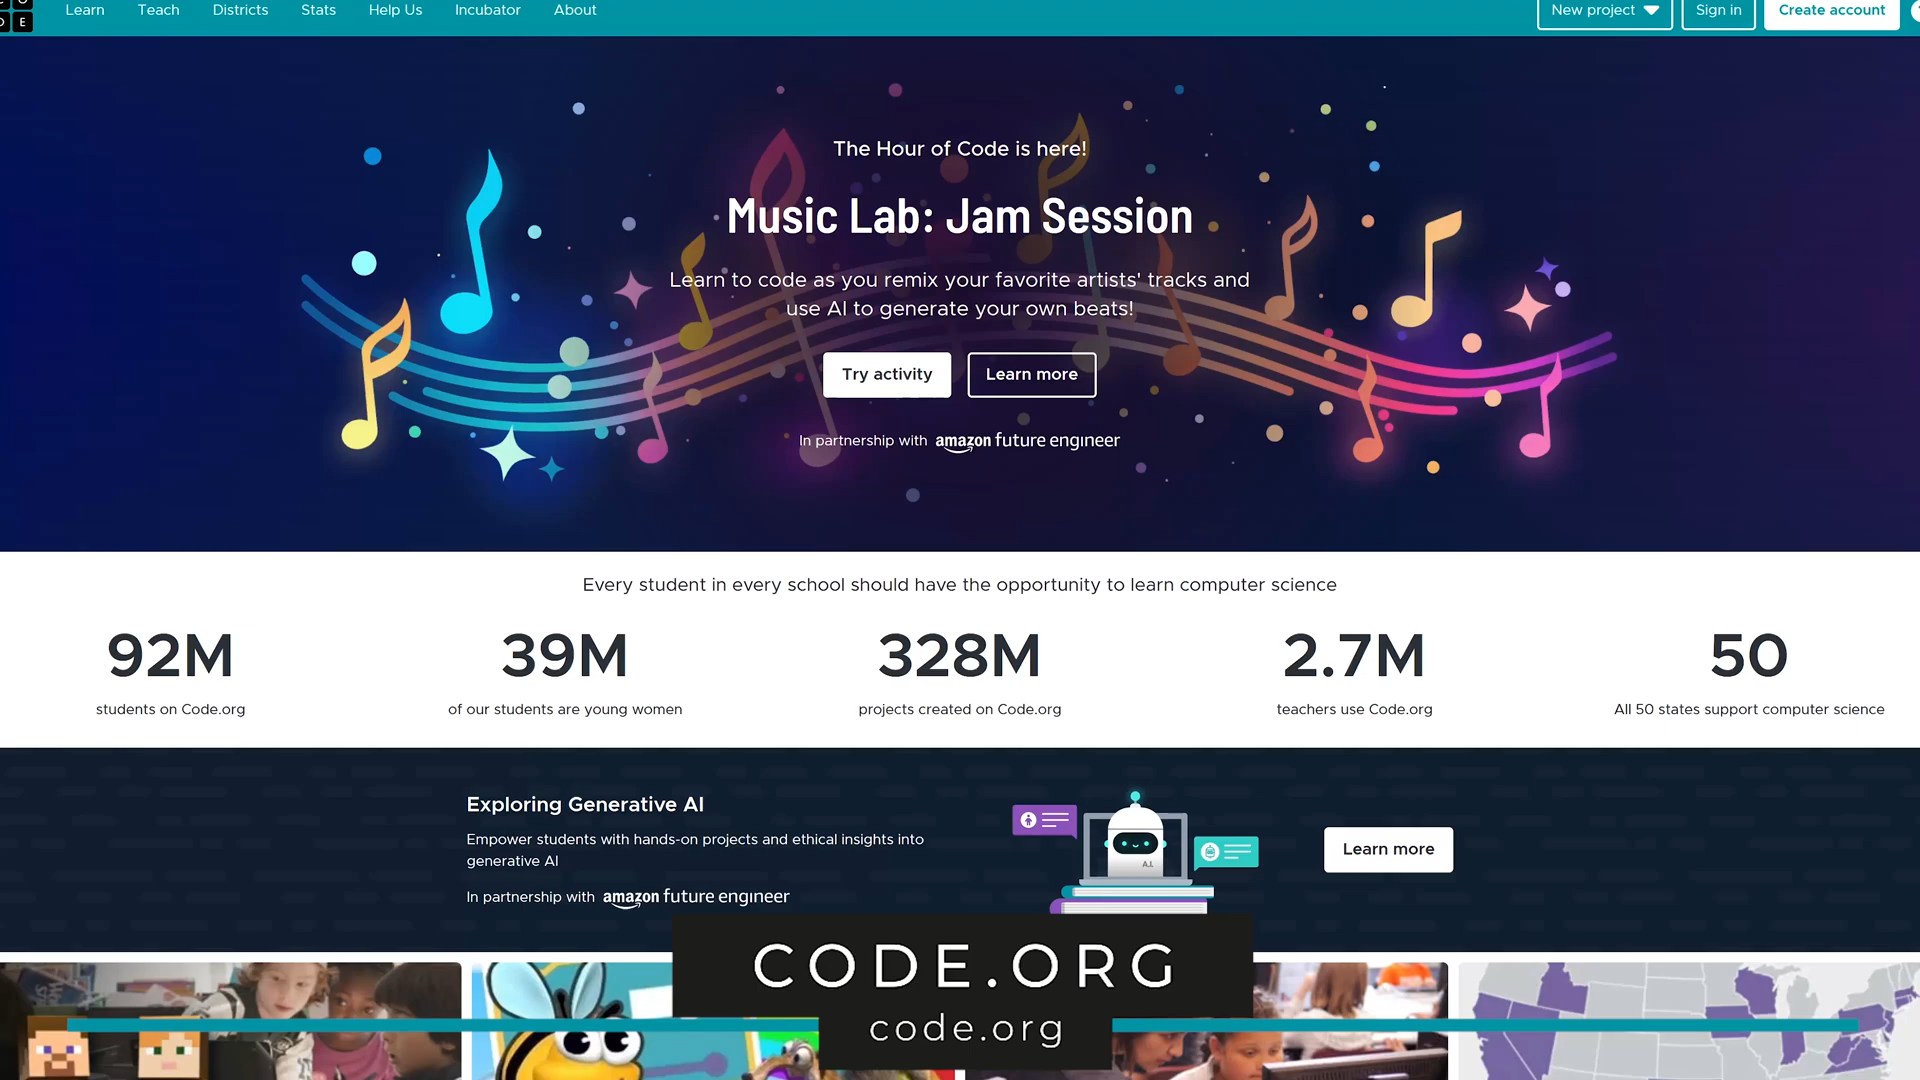 Learn Teach Districts Stats Help Us Incubator About New project Sign in Create account
The Hour of Code is here!
Music Lab: Jam Session
Learn to code as you remix your favorite artists' tracks and
use AI to generate your own beats!
Try activity Learn more
In partnership with amazon future engineer
Every student in every school should have the opportunity to learn computer science
92M 39M 328M 2.7M 50
students on Code.org of our students are young women projects created on Code.org teachers use Code.org All 50 states support computer science
Exploring Generative AI
Empower students with hands-on projects and ethical insights into
generative AI
Learn more
A.I.
In partnership with amazon future engineer
CODE.ORG
code.org